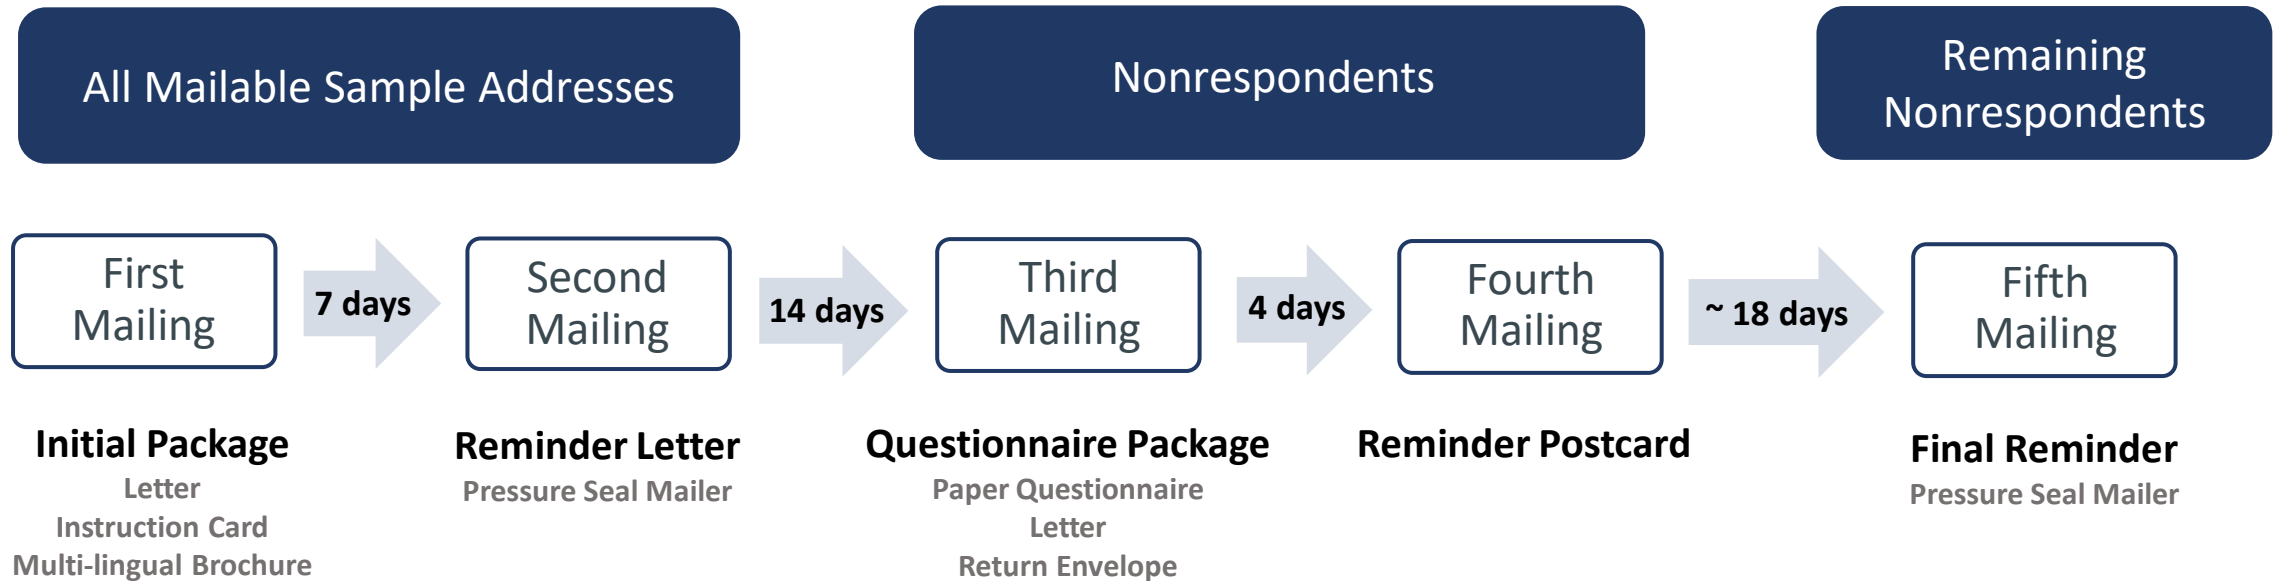 All Mailable Sample Addresses
Nonrespondents
Remaining
Nonrespondents
First
Mailing
7 days
Second
Mailing
14 days
Third
Mailing
4 days
Fourth
Mailing
~ 18 days
Fifth
Mailing
Initial Package
Letter
Instruction Card
Multi-lingual Brochure
Reminder Letter
Pressure Seal Mailer
Questionnaire Package
Paper Questionnaire
Letter
Return Envelope
Reminder Postcard
Final Reminder
Pressure Seal Mailer